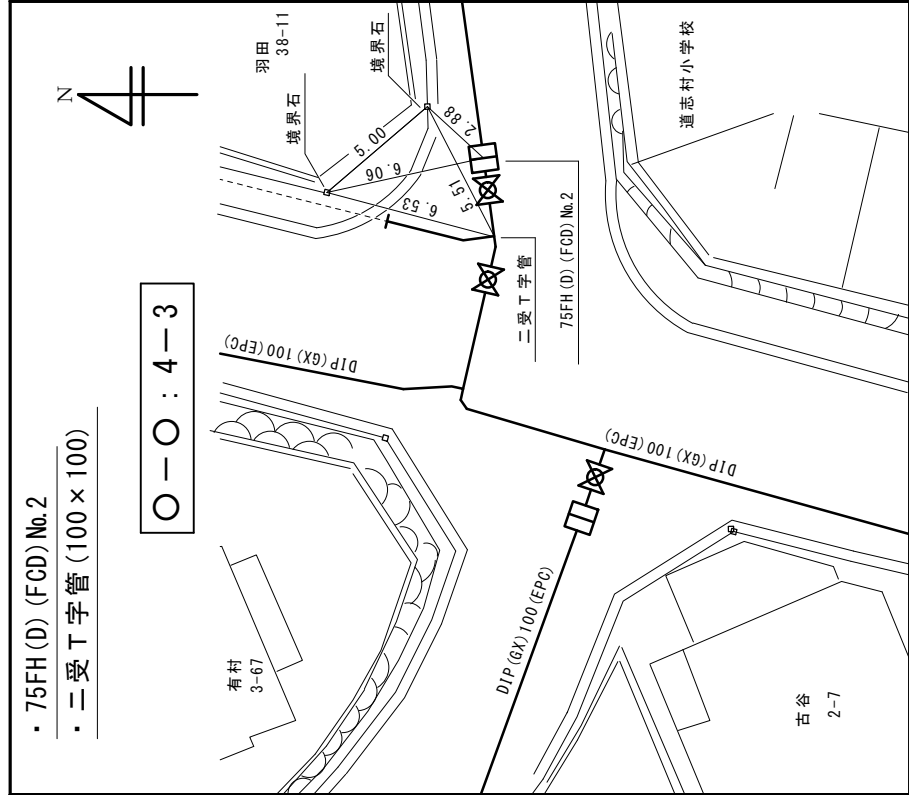 ・75FH(D)(FCD)No.2
・二受T字管(100×100)
〇−〇:4−3
N
羽田
38-11
境界石
境界石
5.00
2.88
6.06
5.51
6.53
二受T字管
75FH(D)(FCD)No.2
道志村小学校
DIP(GX)100(EPC)
DIP(GX)100(EPC)
DIP(GX)100(EPC)
有村
3-67
古谷
2-7